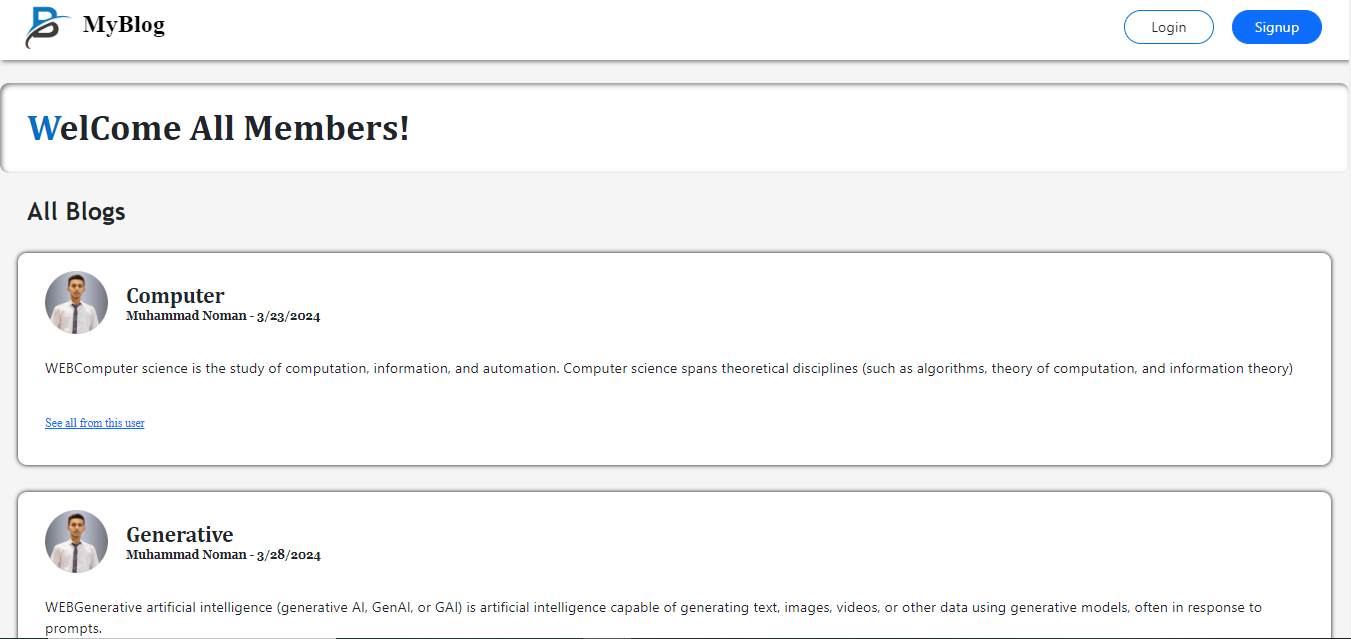 MyBlog
Login
Signup
WelCome All Members!
All Blogs
Computer
Muhammad Noman - 3/23/2024
WEBComputer science is the study of computation, information, and automation. Computer science spans theoretical disciplines (such as algorithms, theory of computation, and information theory)
See all from this user
Generative
Muhammad Noman - 3/28/2024
WEBGenerative artificial intelligence (generative AI, GenAI, or GAI) is artificial intelligence capable of generating text, images, videos, or other data using generative models, often in response to
prompts.